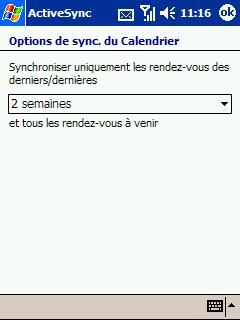 ActiveSync 11:16 ok
Options de sync. du Calendrier
Synchroniser uniquement les rendez-vous des
derniers/dernières
2 semaines
et tous les rendez-vous à venir